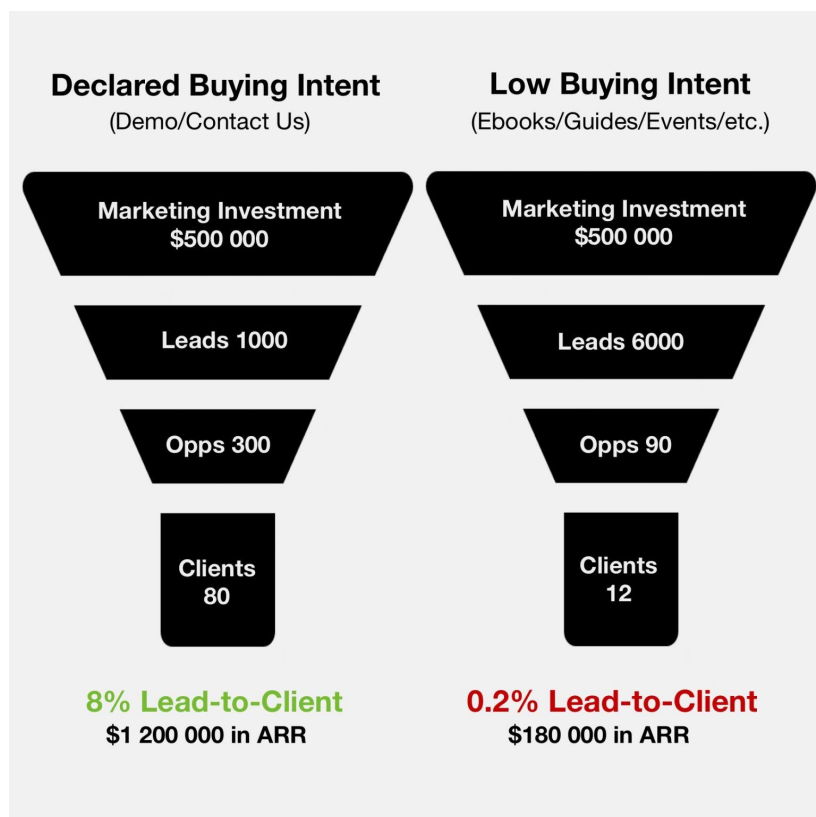 Declared Buying Intent
(Demo/Contact Us)
Marketing Investment
$500 000
Leads 1000
Opps 300
Clients
80
8% Lead-to-Client
$1 200 000 in ARR
Low Buying Intent
(Ebooks/Guides/Events/etc.)
Marketing Investment
$500 000
Leads 6000
Opps 90
Clients
12
0.2% Lead-to-Client
$180 000 in ARR